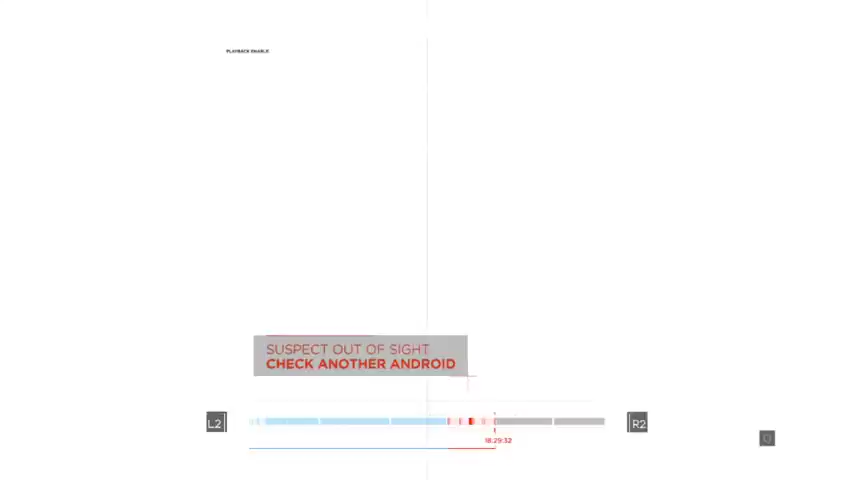 PLAYBACK ENABLE
SUSPECT OUT OF SIGHT
CHECK ANOTHER ANDROID
L2
R2
18:29:32